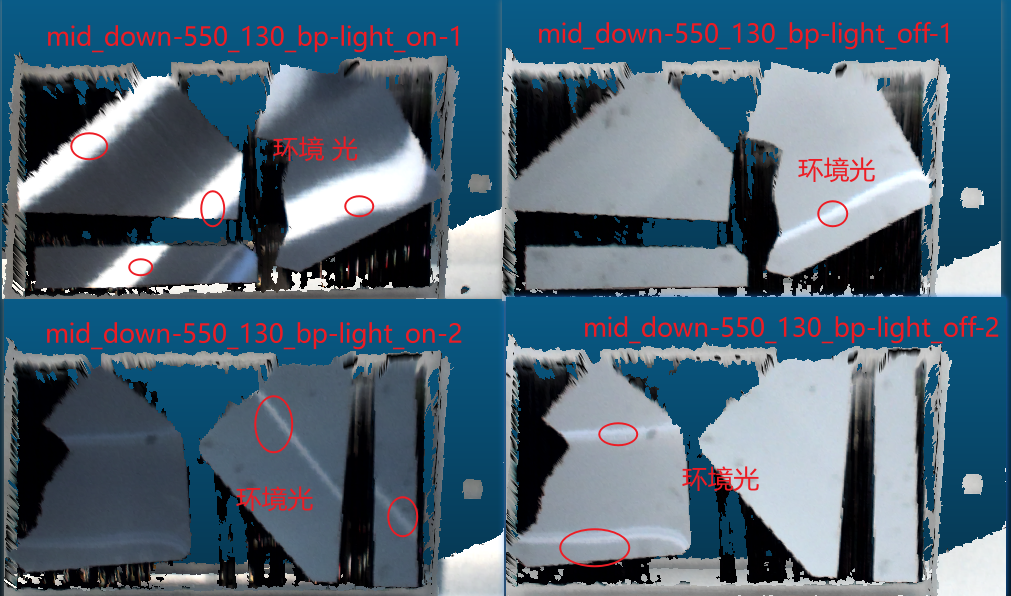 mid_down-550_130_bp-light_on-1
mid_down-550_130_bp-light_off-1
环境 光
环境光
mid_down-550_130_bp-light_on-2
mid_down-550_130_bp-light_off-2
环境光
环境光